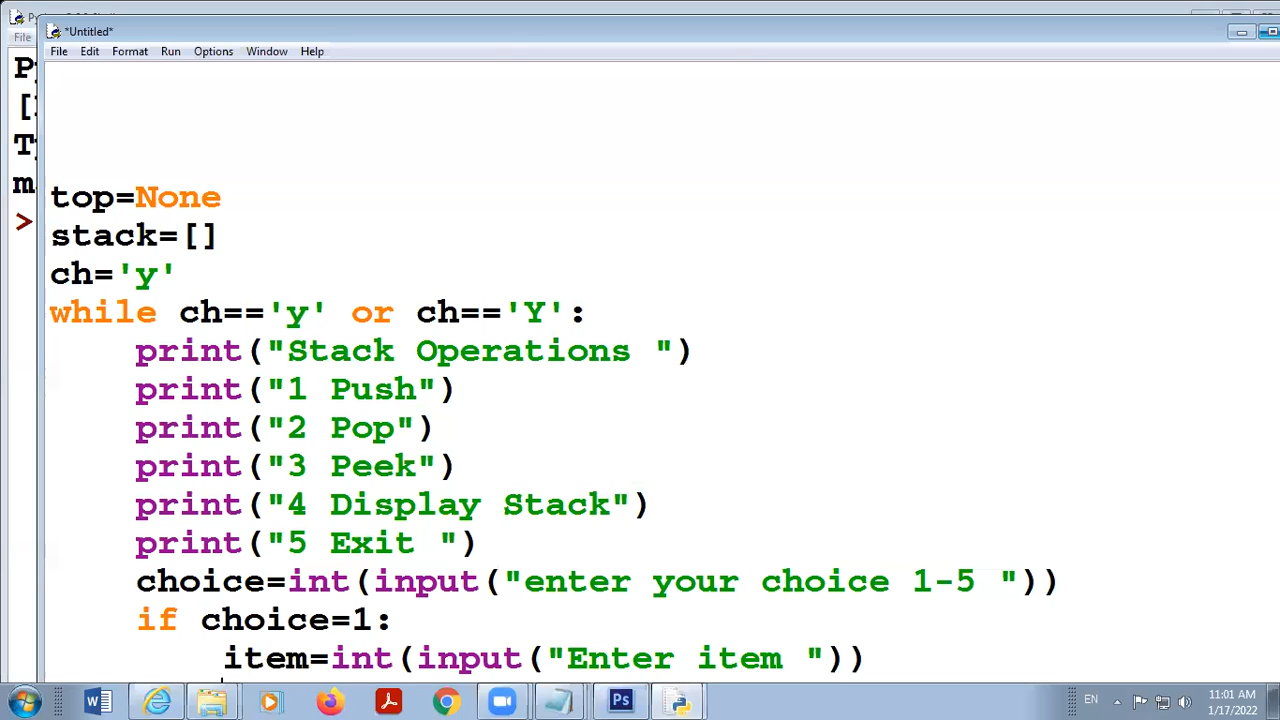 *Untitled*
File Edit Format Run Options Window Help
File
top=None
stack=[]
ch='y'
while ch=='y' or ch=='Y':
print("Stack Operations ")
print("1 Push")
print("2 Pop")
print("3 Peek")
print("4 Display Stack")
print("5 Exit ")
choice=int(input("enter your choice 1-5 "))
if choice=1:
item=int(input("Enter item "))
>
EN
11:01 AM
1/17/2022